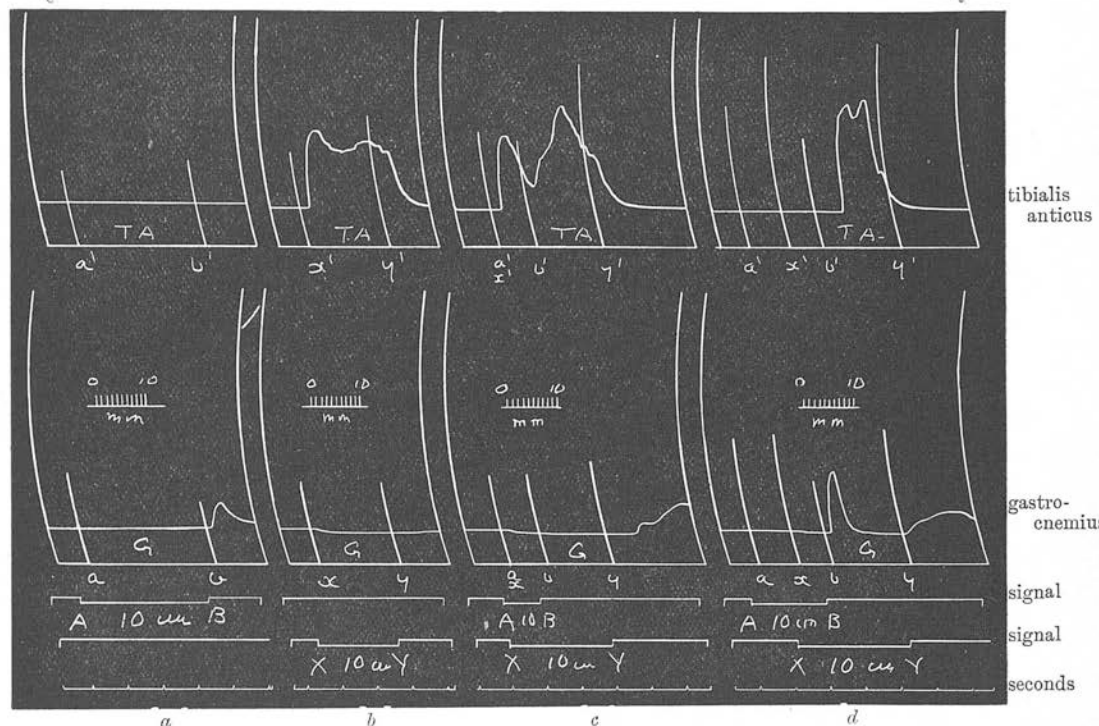 tibialis
anticus
TA T.A TA. TA-
a' b' x' y' a' x' b' y' a' x' b' y'
0 10 0 10 0 10 0 10
mm mm mm mm
gastro-
cnemius
G G G G
a b x y a x b y a x b y
signal
A 10 cm B A 10 B A 10 cm B
signal
X 10 cm Y X 10 cm Y X 10 cm Y
seconds
a b c d